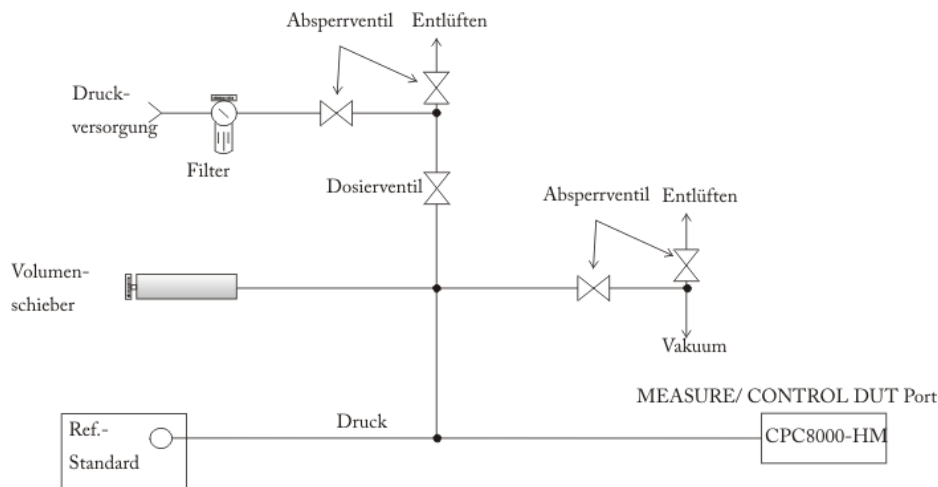 Absperrventil Entlüften
Druck-
versorgung
Filter
Dosierventil
Absperrventil Entlüften
Volumen-
schieber
Vakuum
MEASURE/ CONTROL DUT Port
Ref.-
Standard
Druck
CPC8000-HM